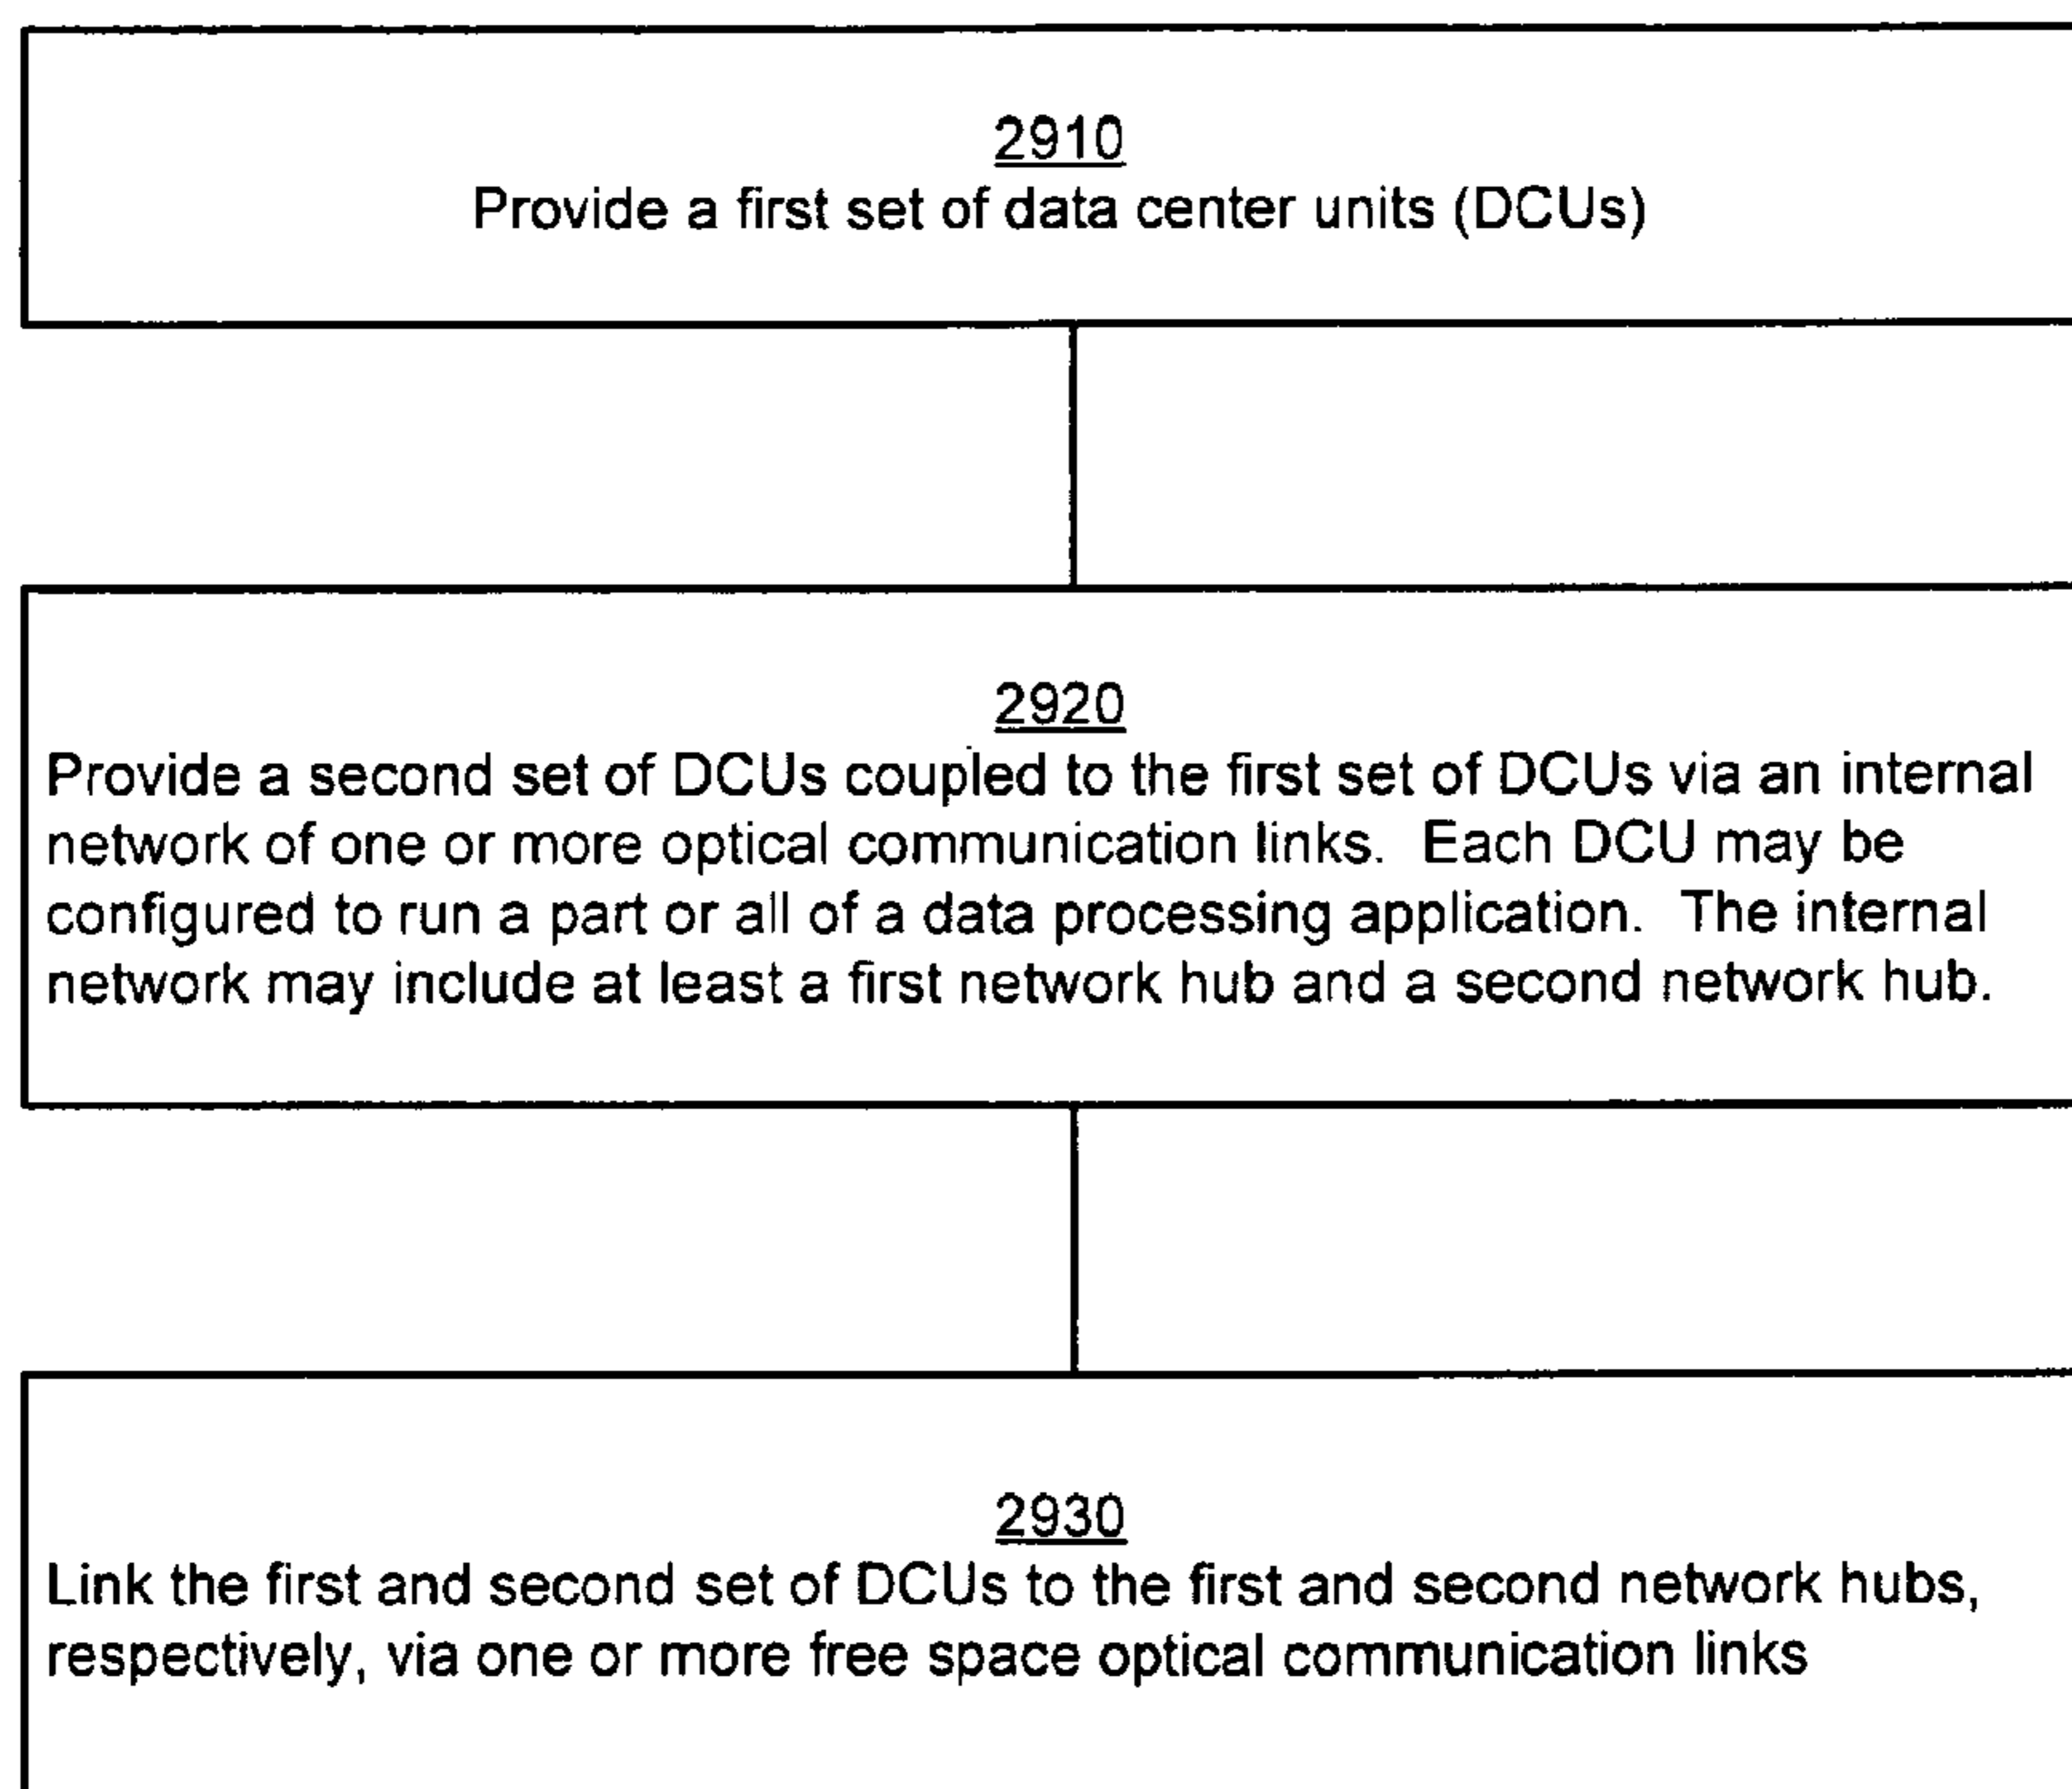 2910
Provide a first set of data center units (DCUs)
2920
Provide a second set of DCUs coupled to the first set of DCUs via an internal
network of one or more optical communication links.  Each DCU may be
configured to run a part or all of a data processing application.  The internal
network may include at least a first network hub and a second network hub.
2930
Link the first and second set of DCUs to the first and second network hubs,
respectively, via one or more free space optical communication links